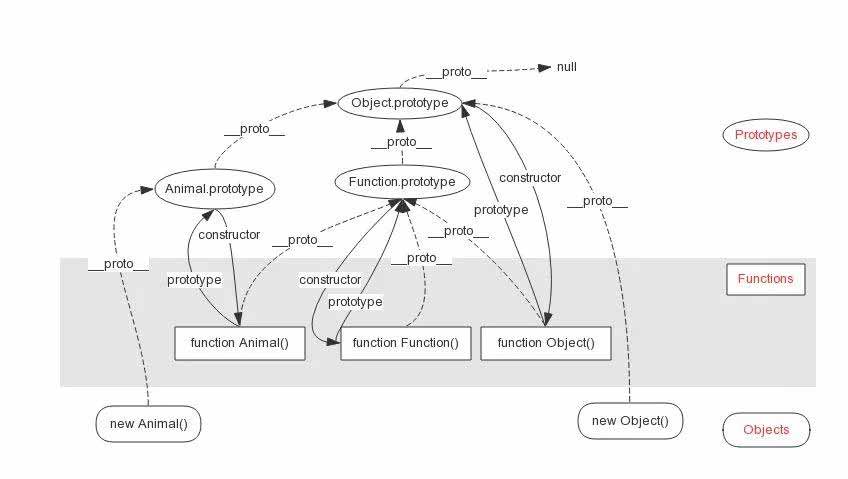 __proto__
null
Object.prototype
__proto__
Prototypes
__proto__
Animal.prototype
Function.prototype
constructor
__proto__
prototype
constructor
__proto__
__proto__
__proto__
__proto__
prototype
constructor
Functions
prototype
function Animal()
function Function()
function Object()
new Animal()
new Object()
Objects